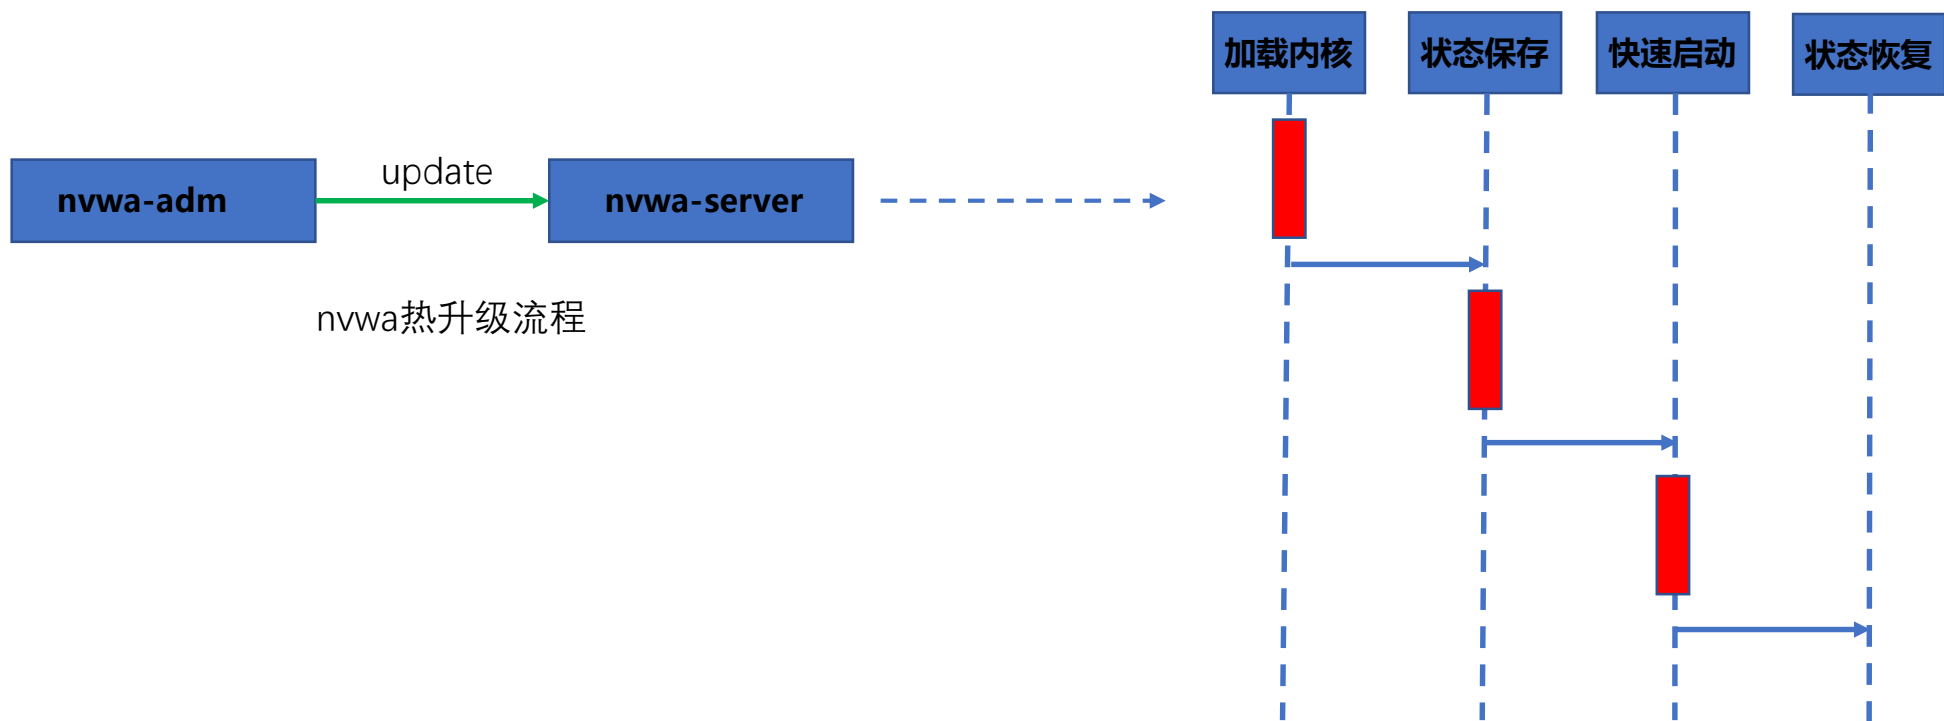 加载内核
状态保存
快速启动
状态恢复
nvwa-adm
update
nvwa-server
nvwa热升级流程